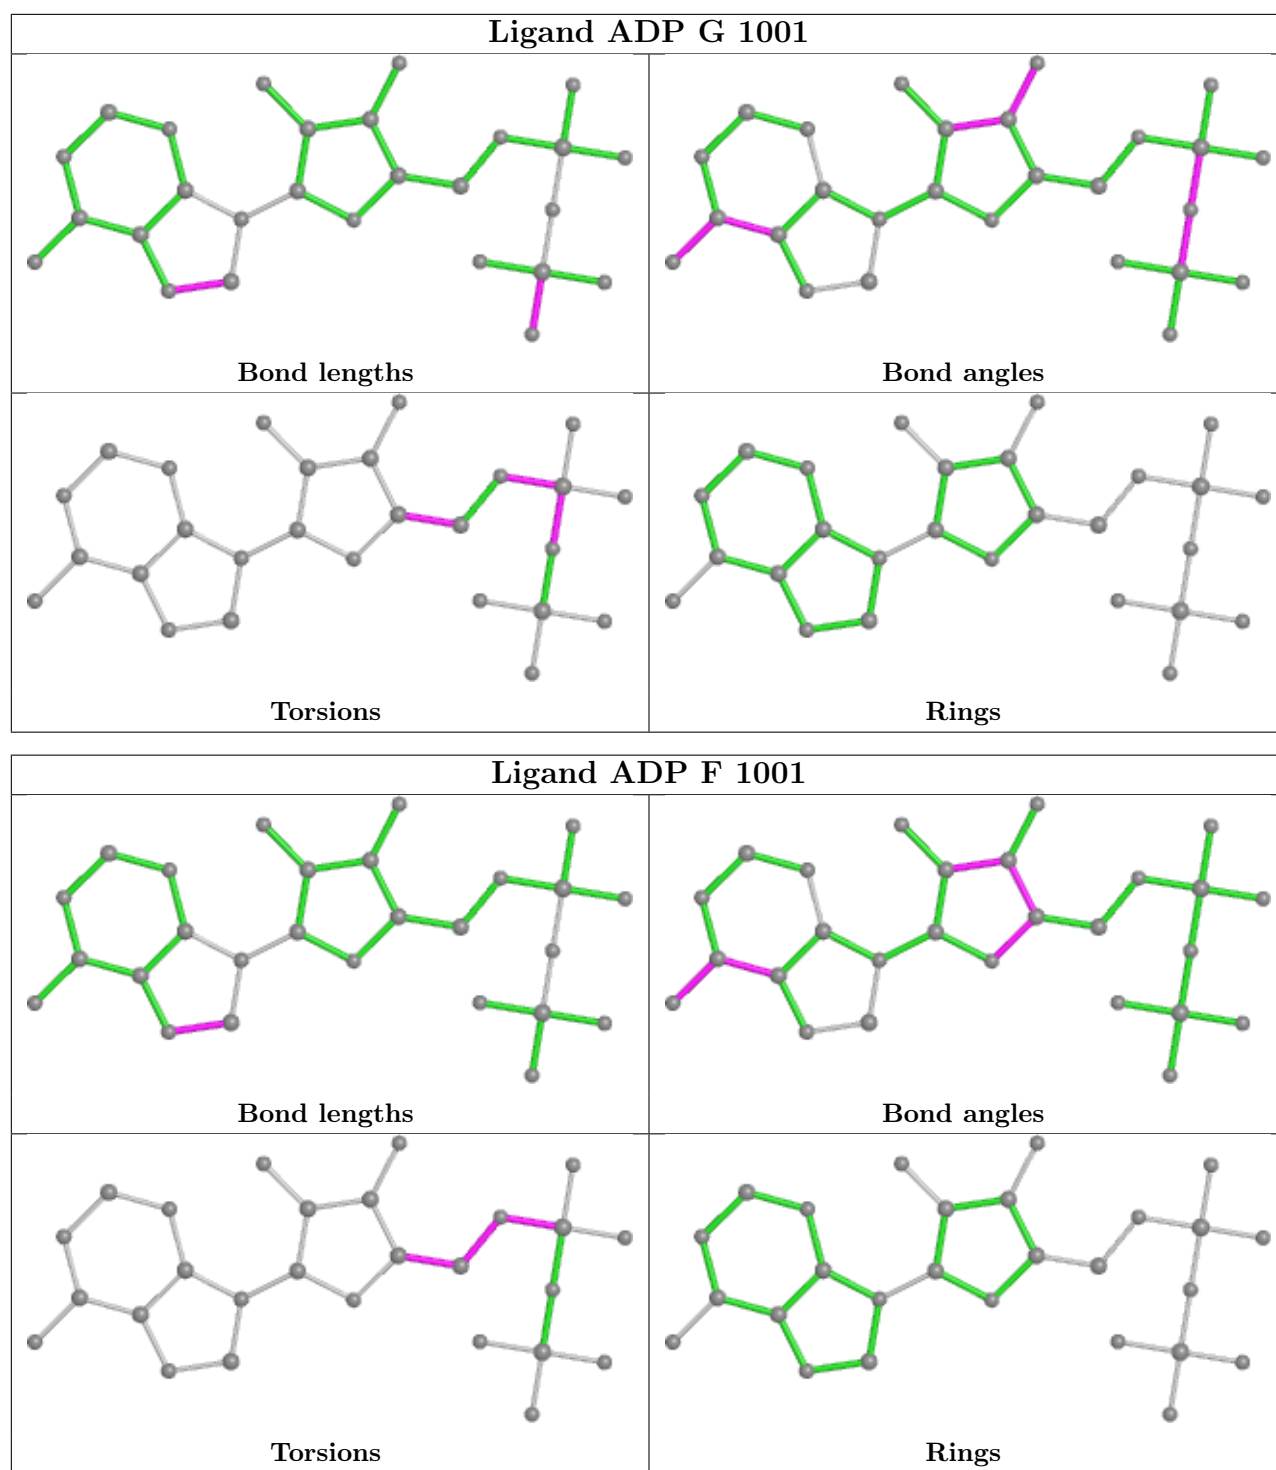 Ligand ADP G 1001
Bond lengths
Bond angles
Torsions
Rings
Ligand ADP F 1001
Bond lengths
Bond angles
Torsions
Rings